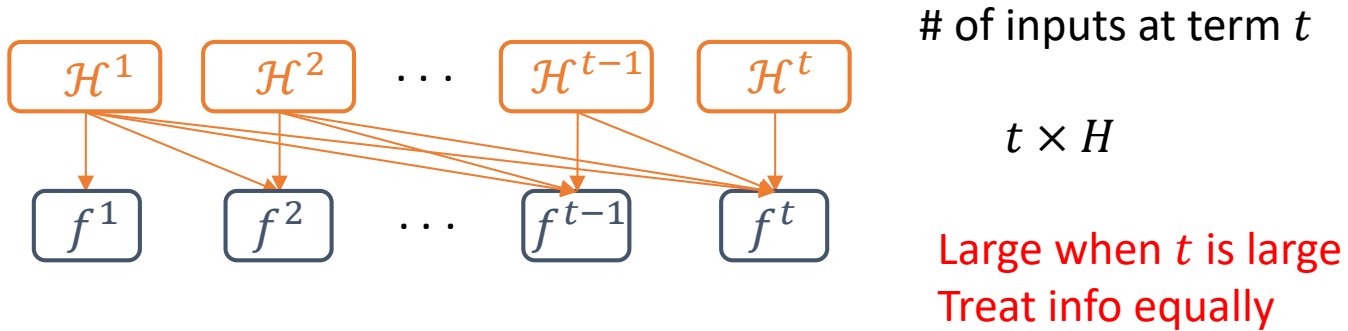 # of inputs at term t
ℋ¹ ℋ² · · · ℋᵗ⁻¹ ℋᵗ
t × H
f¹ f² · · · fᵗ⁻¹ fᵗ
Large when t is large
Treat info equally